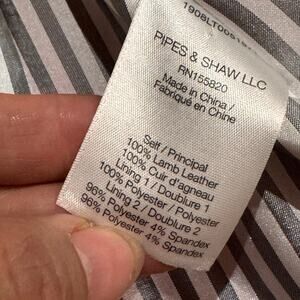 PIPES & SHAW LLC
RN155820
Made in China /
Fabriqué en Chine
Self / Principal
100% Lamb Leather
100% Cuir d'agneau
Lining 1 / Doublure 1
100% Polyester / Polyester
Lining 2 / Doublure 2
96% Polyester 4% Spandex
96% Polyester 4% Spandex